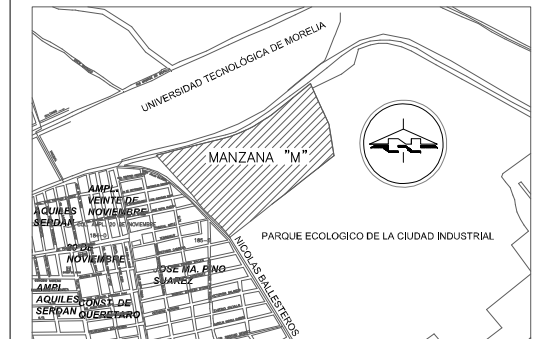 UNIVERSIDAD TECNOLÓGICA DE MORELIA
MANZANA "M"
AMPL.
VEINTE DE
NOVIEMBRE
AQUILES
SERDAN
20 DE
NOVIEMBRE
PARQUE ECOLOGICO DE LA CIUDAD INDUSTRIAL
JOSE MA. PINO
SUAREZ
NICOLAS BALLESTEROS
AMPL.
AQUILES
SERDAN
CONST. DE
QUERETARO